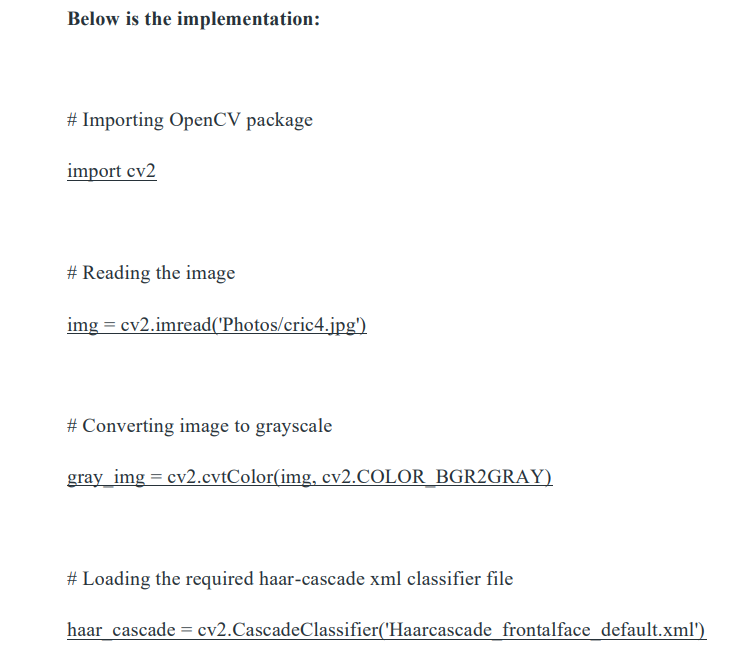 Below is the implementation:
# Importing OpenCV package
import cv2
# Reading the image
img = cv2.imread('Photos/cric4.jpg')
# Converting image to grayscale
gray_img = cv2.cvtColor(img, cv2.COLOR_BGR2GRAY)
# Loading the required haar-cascade xml classifier file
haar_cascade = cv2.CascadeClassifier('Haarcascade_frontalface_default.xml')